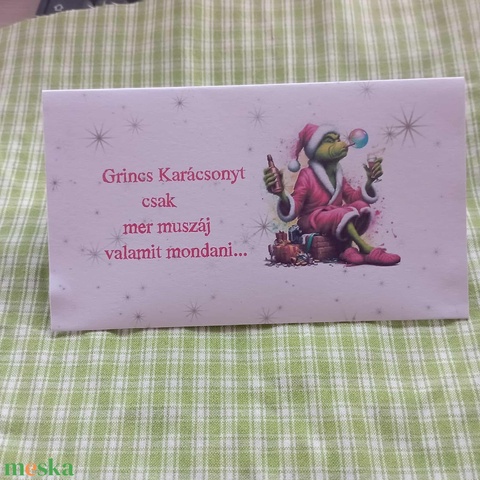 Grincs Karácsonyt
csak
mer muszáj
valamit mondani...
meska